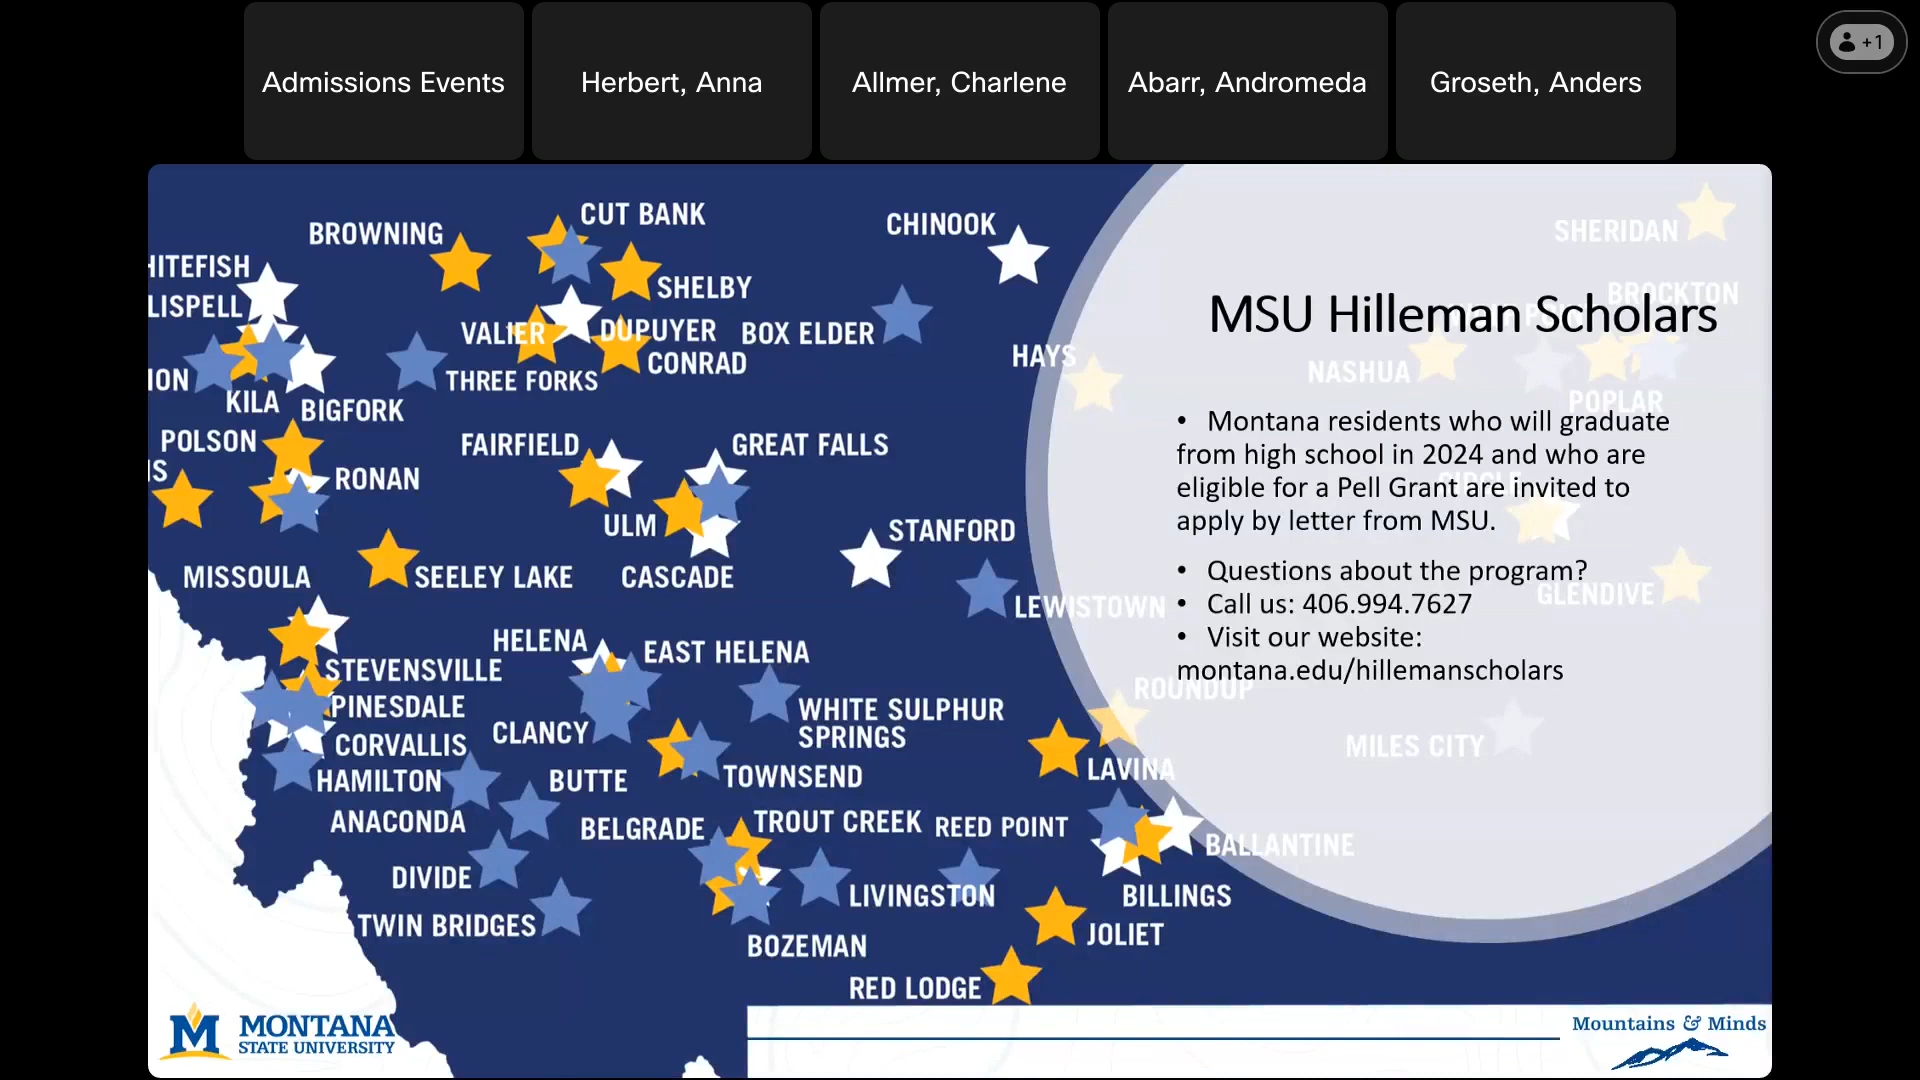 Admissions Events
Herbert, Anna
Allmer, Charlene
Abarr, Andromeda
Groseth, Anders
+1
CUT BANK
BROWNING
CHINOOK
SHERIDAN
HITEFISH
SHELBY
LISPELL
BROCKTON
MSU Hilleman Scholars
VALIER
DUPUYER
BOX ELDER
HAYS
CONRAD
NASHUA
ION
THREE FORKS
KILA
BIGFORK
POPLAR
• Montana residents who will graduate
from high school in 2024 and who are
eligible for a Pell Grant are invited to
apply by letter from MSU.
POLSON
FAIRFIELD
GREAT FALLS
IS
RONAN
CIRCLE
ULM
STANFORD
MISSOULA
SEELEY LAKE
CASCADE
• Questions about the program?
• Call us: 406.994.7627
• Visit our website:
montana.edu/hillemanscholars
GLENDIVE
LEWISTOWN
HELENA
EAST HELENA
STEVENSVILLE
ROUNDUP
PINESDALE
WHITE SULPHUR
SPRINGS
CLANCY
CORVALLIS
MILES CITY
LAVINA
HAMILTON
BUTTE
TOWNSEND
ANACONDA
BELGRADE
TROUT CREEK
REED POINT
BALLANTINE
DIVIDE
LIVINGSTON
BILLINGS
TWIN BRIDGES
JOLIET
BOZEMAN
RED LODGE
M
MONTANA
STATE UNIVERSITY
Mountains & Minds